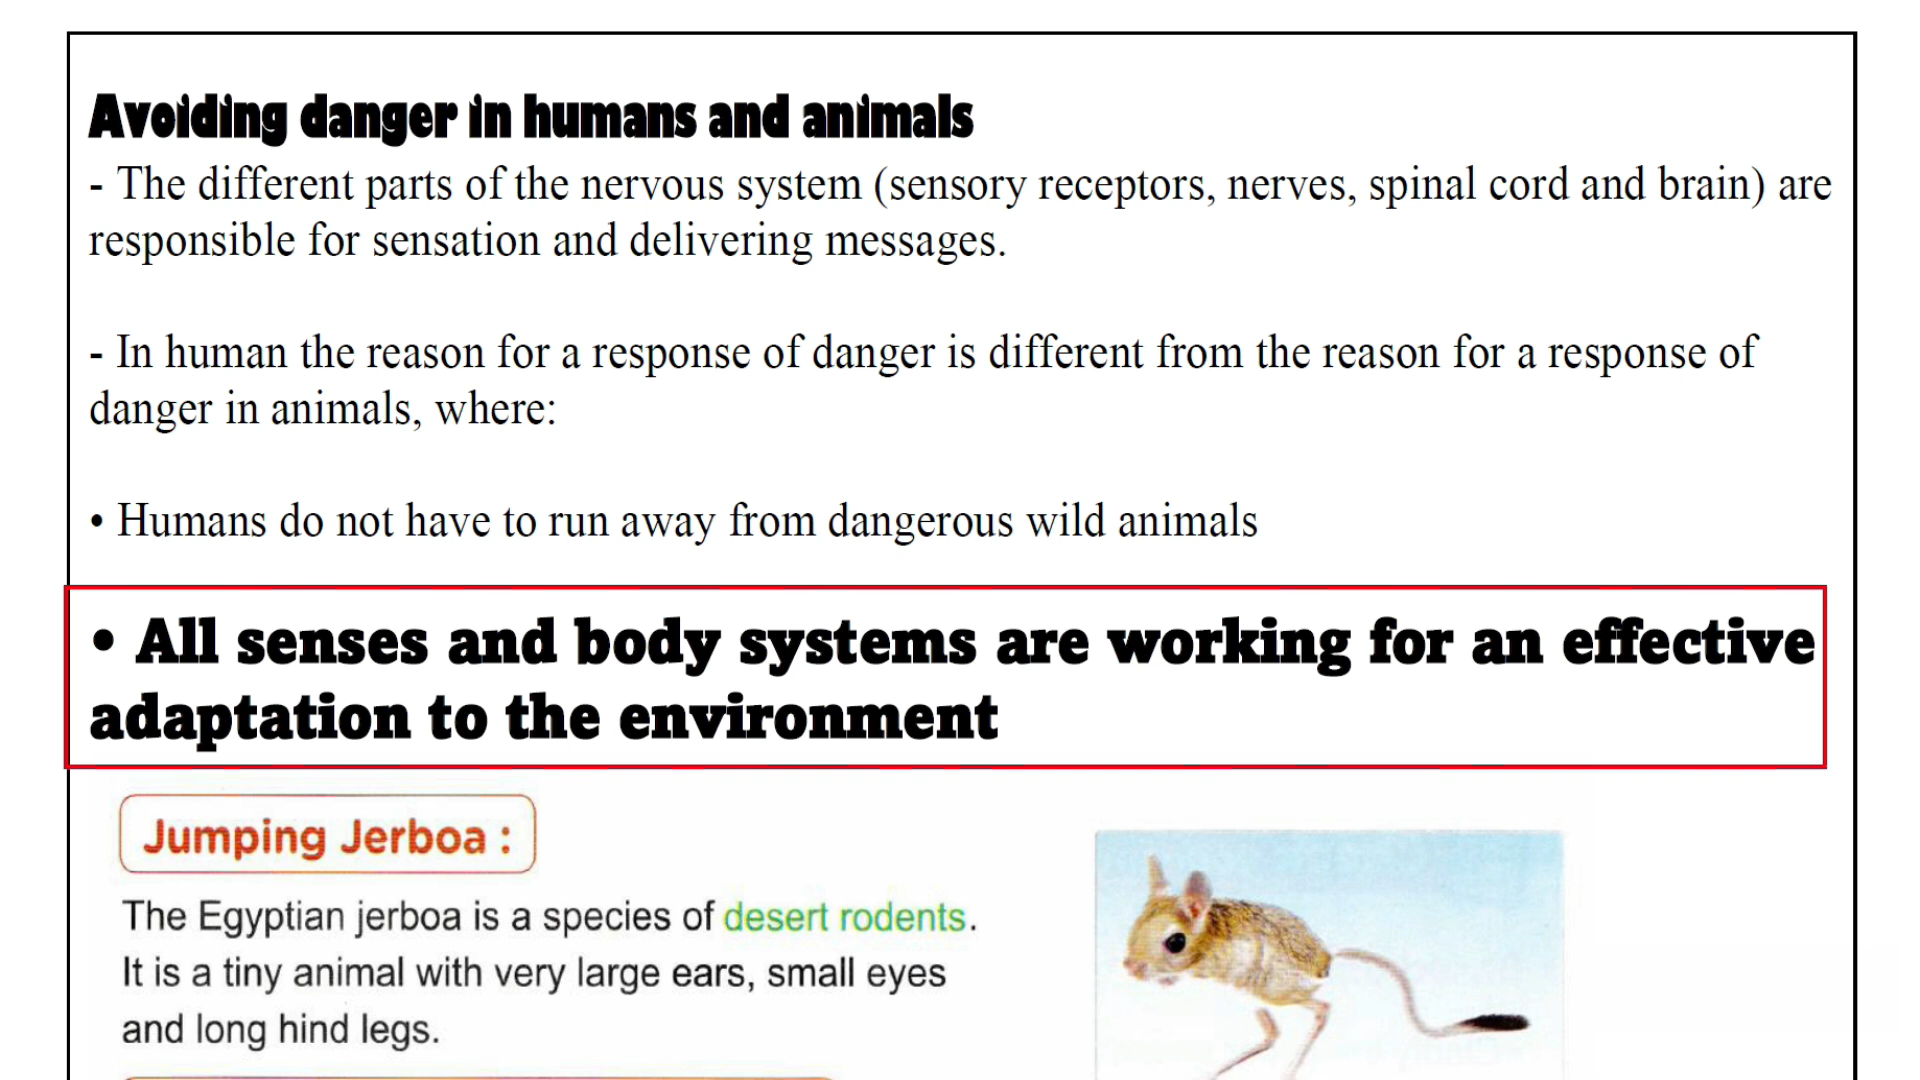 Avoiding danger in humans and animals
- The different parts of the nervous system (sensory receptors, nerves, spinal cord and brain) are
responsible for sensation and delivering messages.
- In human the reason for a response of danger is different from the reason for a response of
danger in animals, where:
• Humans do not have to run away from dangerous wild animals
• All senses and body systems are working for an effective
adaptation to the environment
Jumping Jerboa :
The Egyptian jerboa is a species of desert rodents.
It is a tiny animal with very large ears, small eyes
and long hind legs.